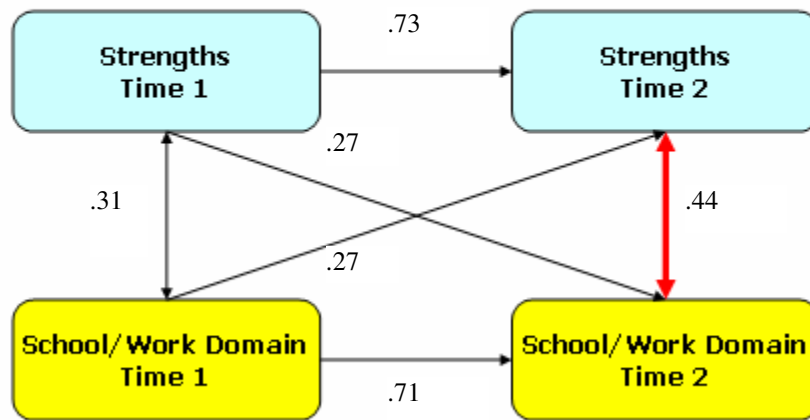 .73
Strengths
Time 1
Strengths
Time 2
.27
.31
.44
.27
School/Work Domain
Time 1
School/Work Domain
Time 2
.71